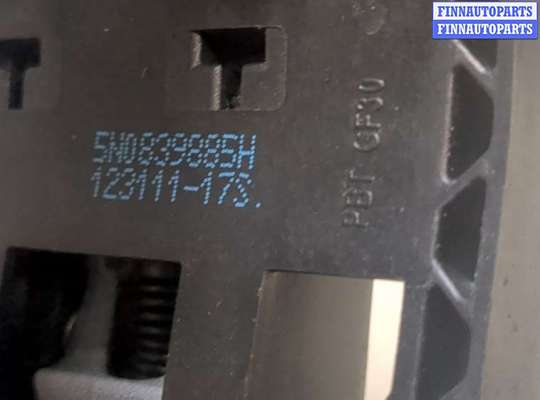 FINNAUTOPARTS
FINNAUTOPARTS
5N0839885H
123111-17S.
PBT GF30